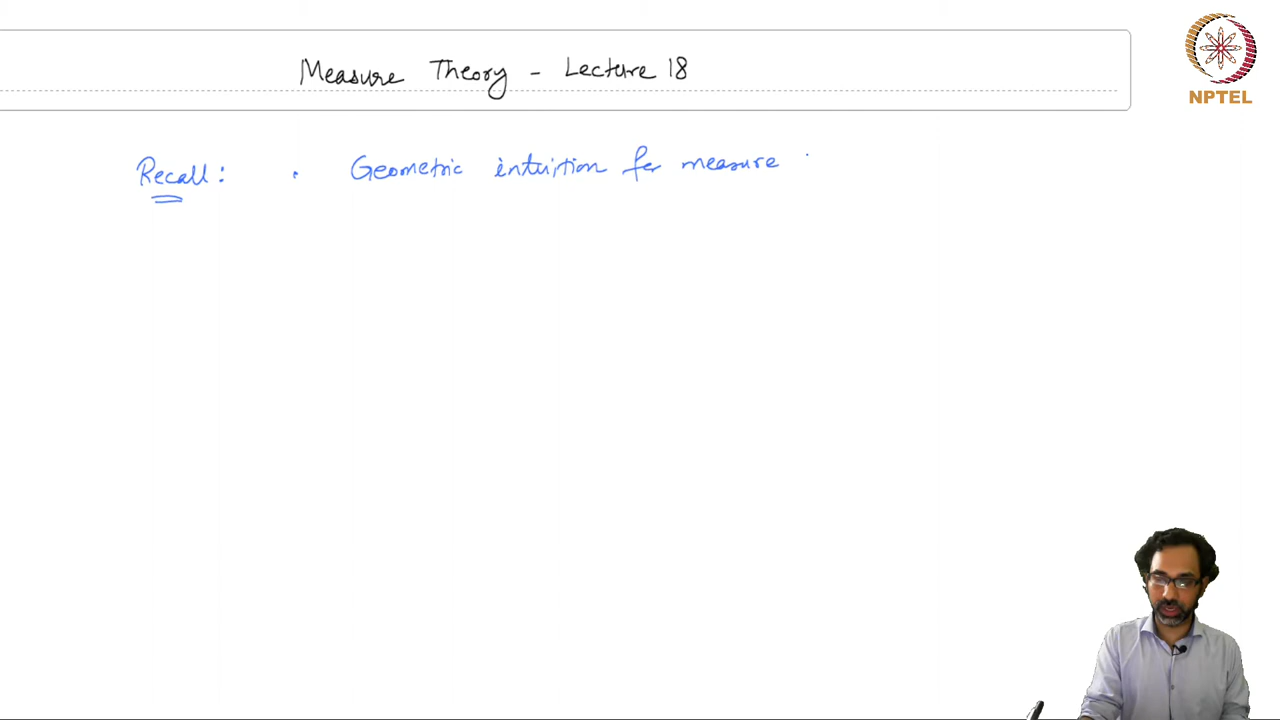 Measure Theory - Lecture 18
NPTEL
Recall: . Geometric intuition for measure